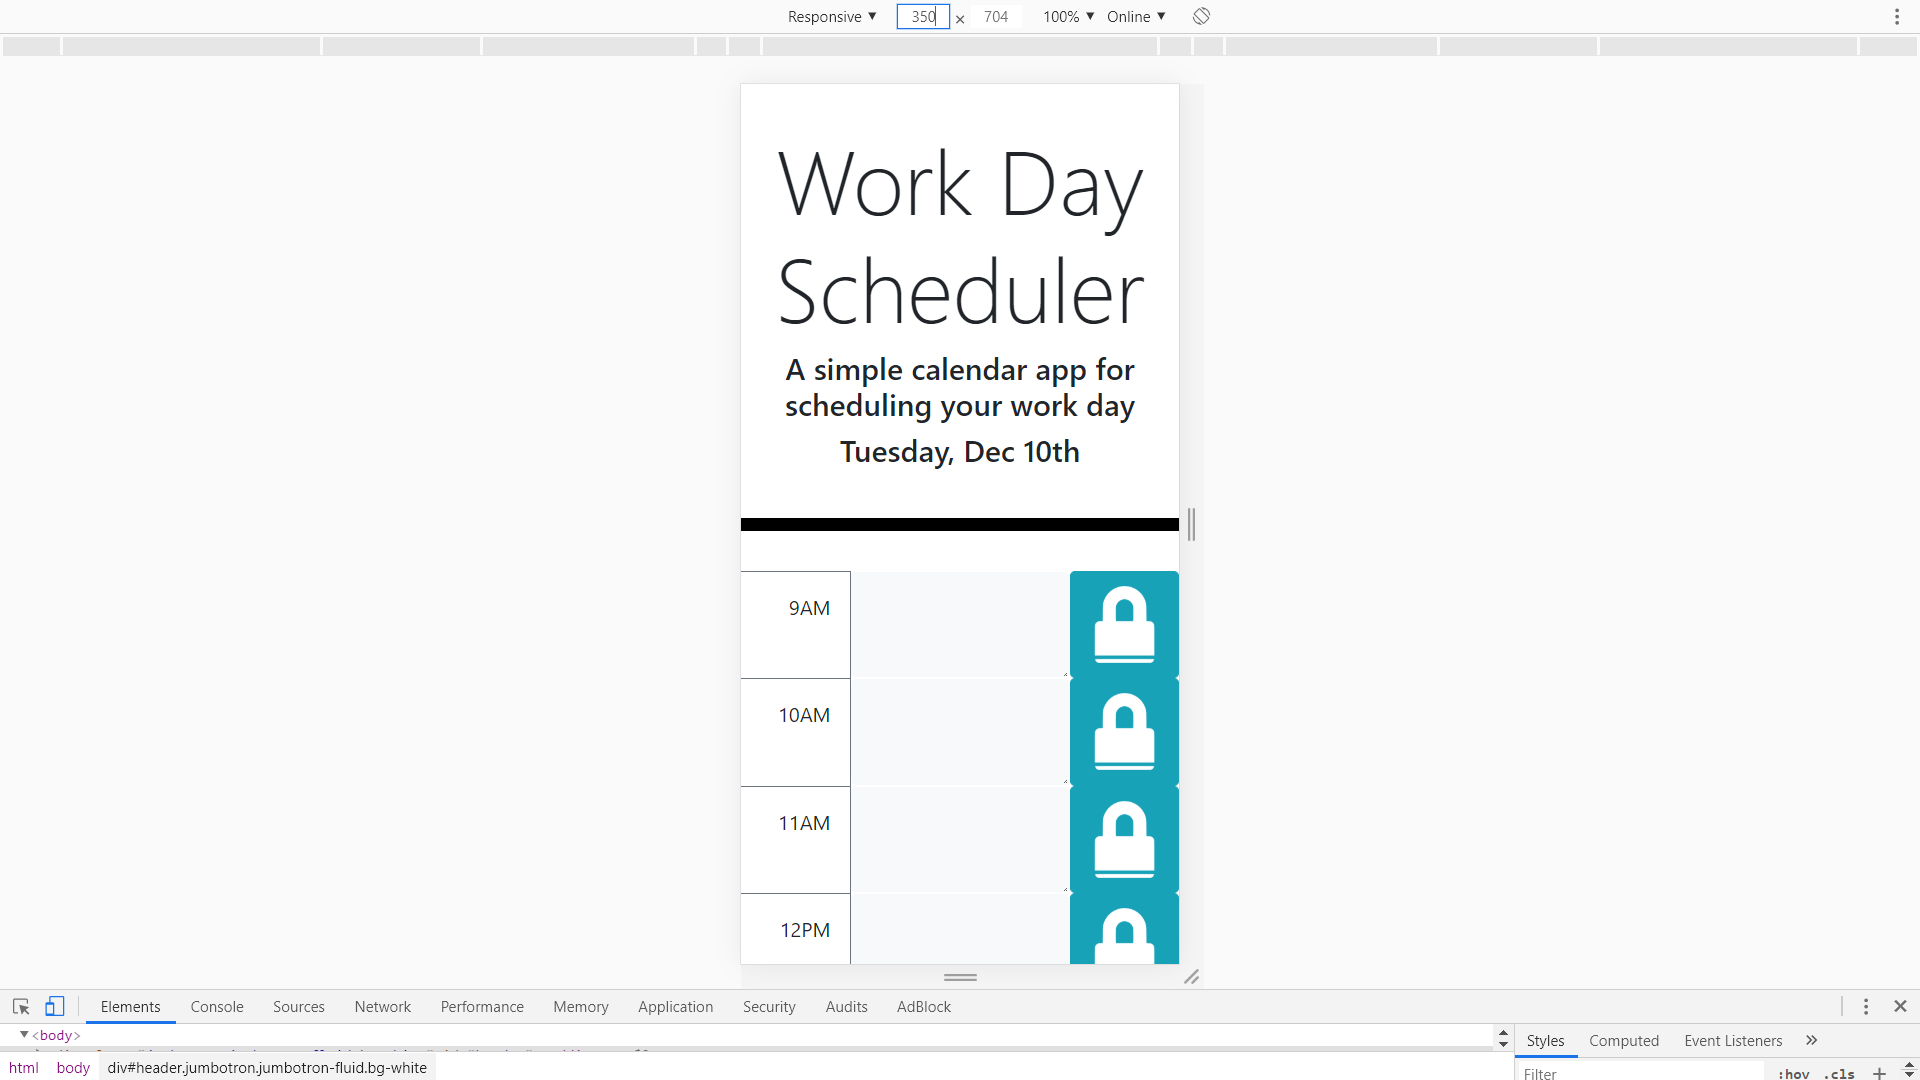 Responsive ▼ 350 × 704 100% ▼ Online ▼
Work Day
Scheduler
A simple calendar app for
scheduling your work day
Tuesday, Dec 10th
9AM
10AM
11AM
12PM
Elements Console Sources Network Performance Memory Application Security Audits AdBlock
▼<body>
Styles Computed Event Listeners »
html body div#header.jumbotron.jumbotron-fluid.bg-white
Filter :hov .cls +